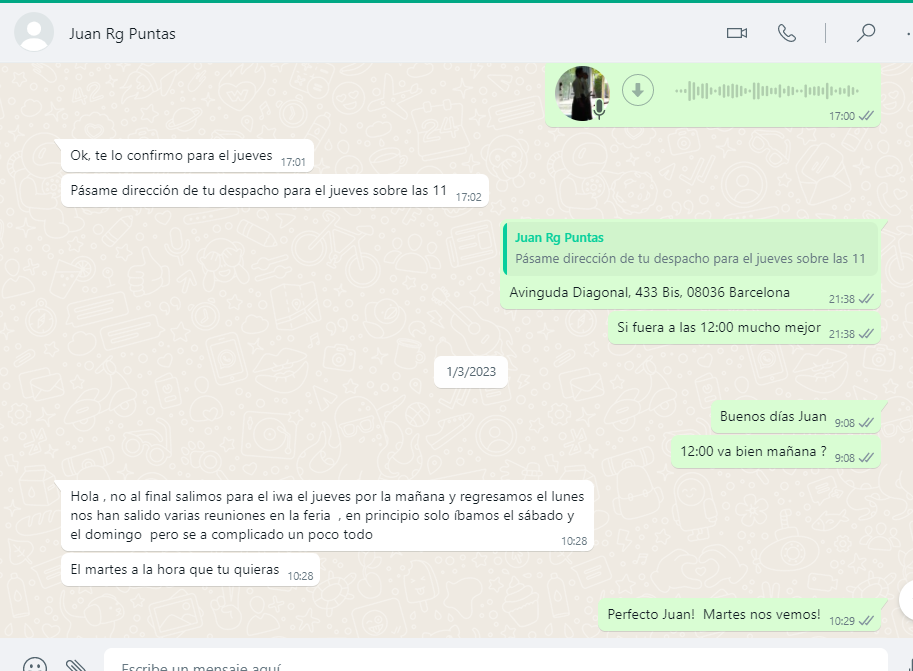 Juan Rg Puntas
17:00
Ok, te lo confirmo para el jueves 17:01
Pásame dirección de tu despacho para el jueves sobre las 11 17:02
Juan Rg Puntas
Pásame dirección de tu despacho para el jueves sobre las 11
Avinguda Diagonal, 433 Bis, 08036 Barcelona 21:38
Si fuera a las 12:00 mucho mejor 21:38
1/3/2023
Buenos días Juan 9:08
12:00 va bien mañana ? 9:08
Hola , no al final salimos para el iwa el jueves por la mañana y regresamos el lunes
nos han salido varias reuniones en la feria , en principio solo íbamos el sábado y
el domingo pero se a complicado un poco todo
10:28
El martes a la hora que tu quieras 10:28
Perfecto Juan! Martes nos vemos! 10:29
Escribe un mensaje aquí